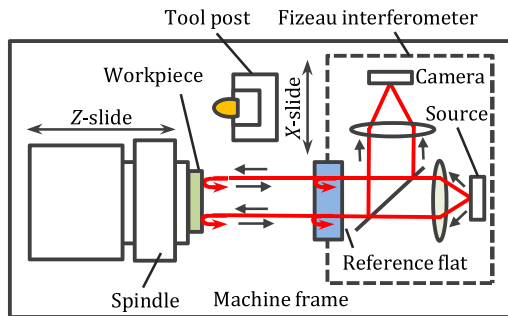 Tool post
Fizeau interferometer
Workpiece
Camera
Z-slide
X-slide
Source
Reference flat
Spindle
Machine frame